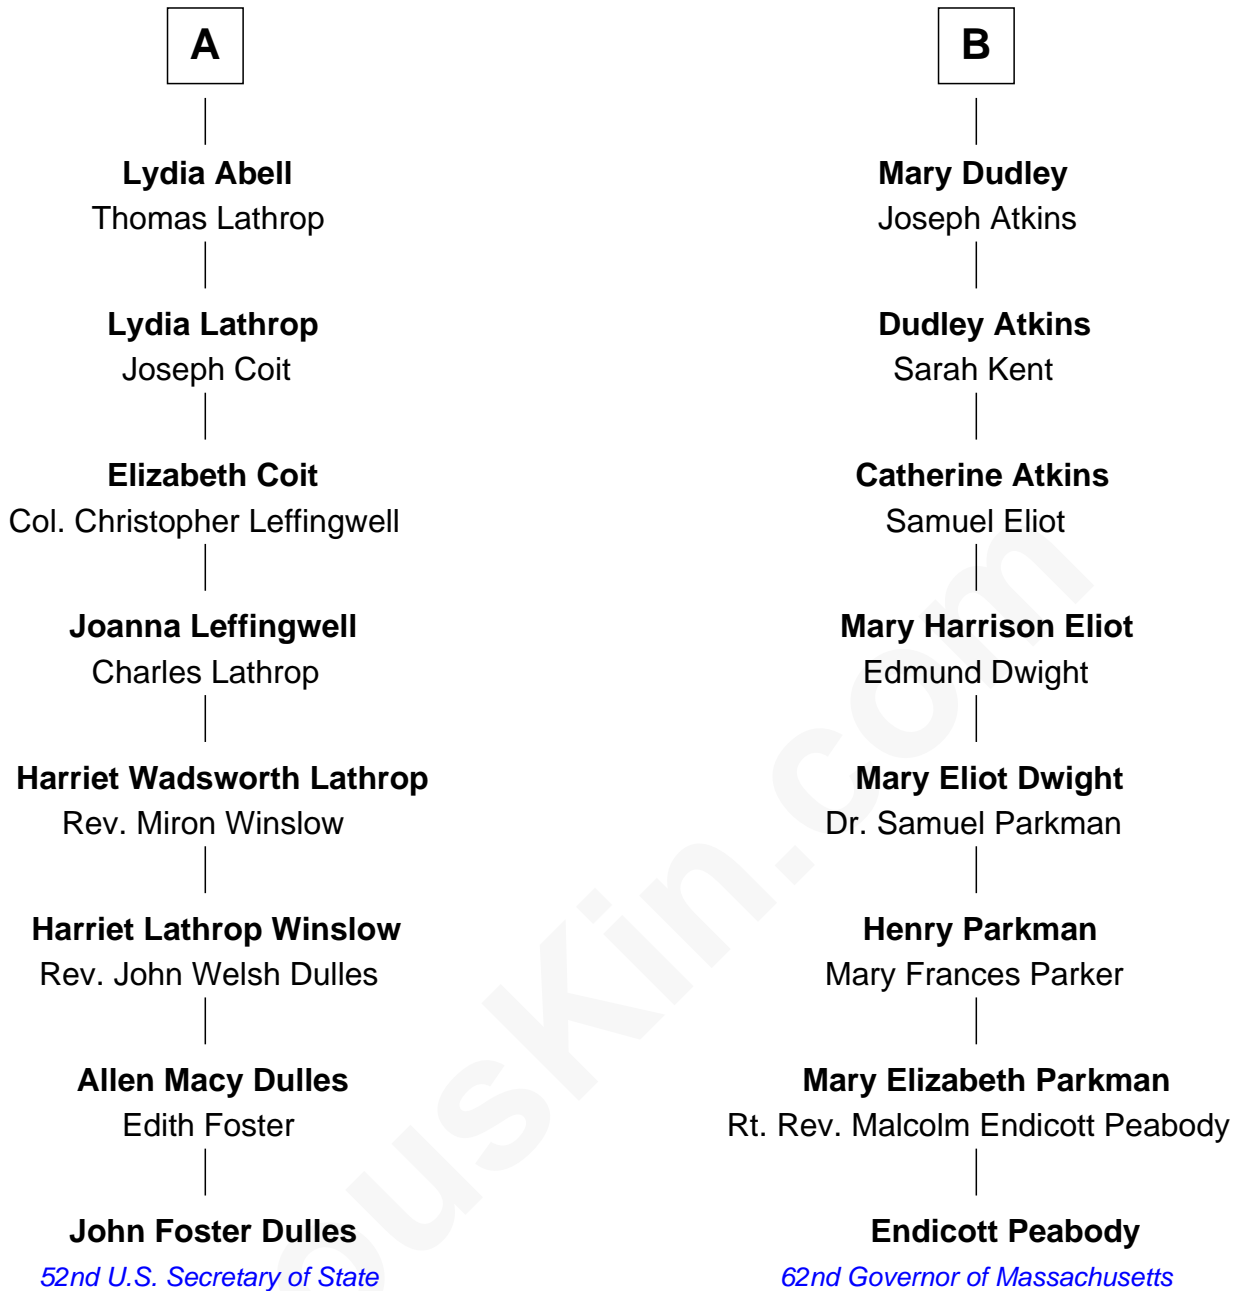 A
Lydia Abell
Thomas Lathrop
Lydia Lathrop
Joseph Coit
Elizabeth Coit
Col. Christopher Leffingwell
Joanna Leffingwell
Charles Lathrop
Harriet Wadsworth Lathrop
Rev. Miron Winslow
Harriet Lathrop Winslow
Rev. John Welsh Dulles
Allen Macy Dulles
Edith Foster
John Foster Dulles
52nd U.S. Secretary of State
B
Mary Dudley
Joseph Atkins
Dudley Atkins
Sarah Kent
Catherine Atkins
Samuel Eliot
Mary Harrison Eliot
Edmund Dwight
Mary Eliot Dwight
Dr. Samuel Parkman
Henry Parkman
Mary Frances Parker
Mary Elizabeth Parkman
Rt. Rev. Malcolm Endicott Peabody
Endicott Peabody
62nd Governor of Massachusetts
ousKin.com